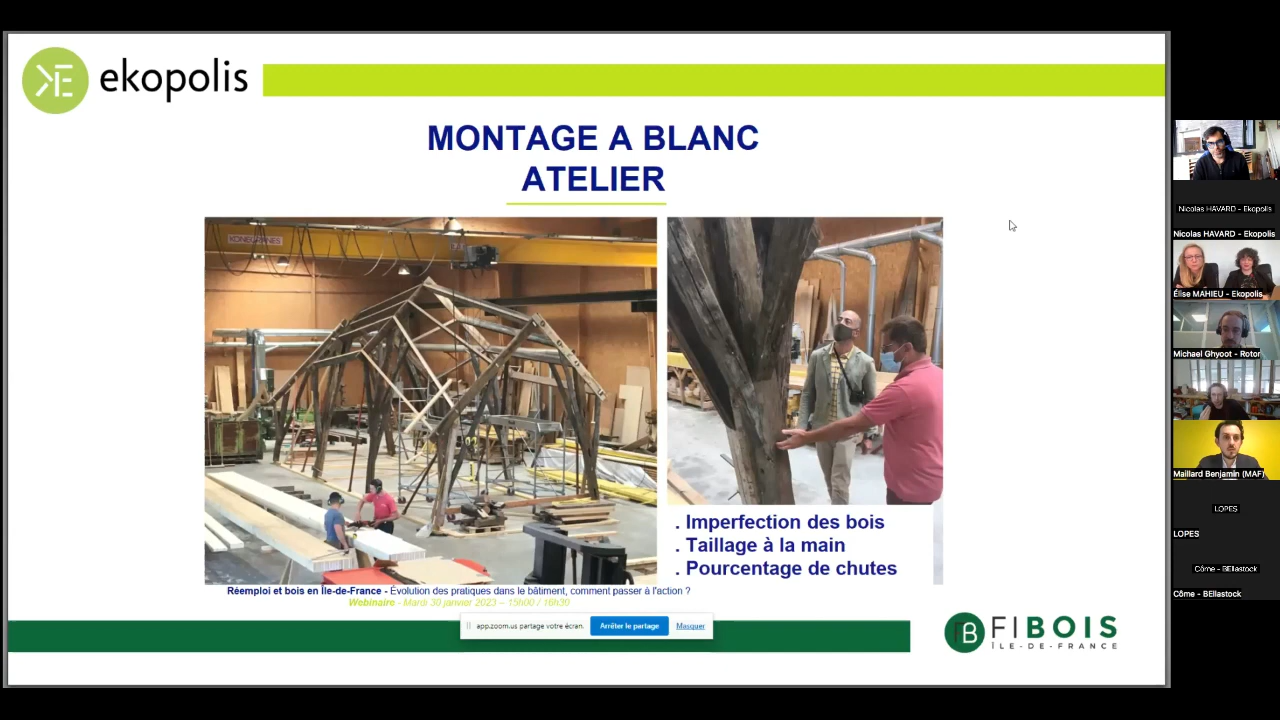 ekopolis
MONTAGE A BLANC
ATELIER
KONECRANES
. Imperfection des bois
. Taillage à la main
. Pourcentage de chutes
Réemploi et bois en Île-de-France - Évolution des pratiques dans le bâtiment, comment passer à l'action ?
Webinaire - Mardi 30 janvier 2023 – 15h00 / 16h30
app.zoom.us partage votre écran.
Arrêter le partage
Masquer
FIBOIS
ÎLE-DE-FRANCE
Nicolas HAVARD - Ekopolis
Nicolas HAVARD - Ekopolis
Élise MAHIEU - Ekopolis
Michael Ghyoot - Rotor
Maillard Benjamin (MAF)
LOPES
LOPES
Côme - BEllastock
Côme - BEllastock